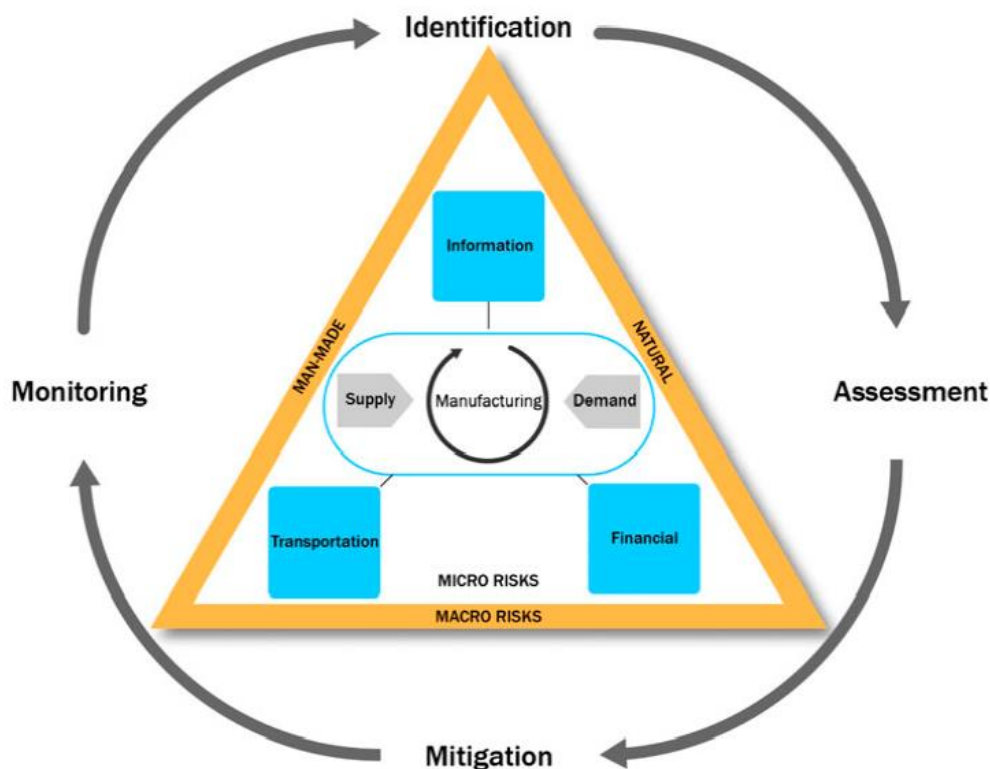 Identification
Information
MAN-MADE
NATURAL
Monitoring
Supply
Manufacturing
Demand
Assessment
Transportation
Financial
MICRO RISKS
MACRO RISKS
Mitigation